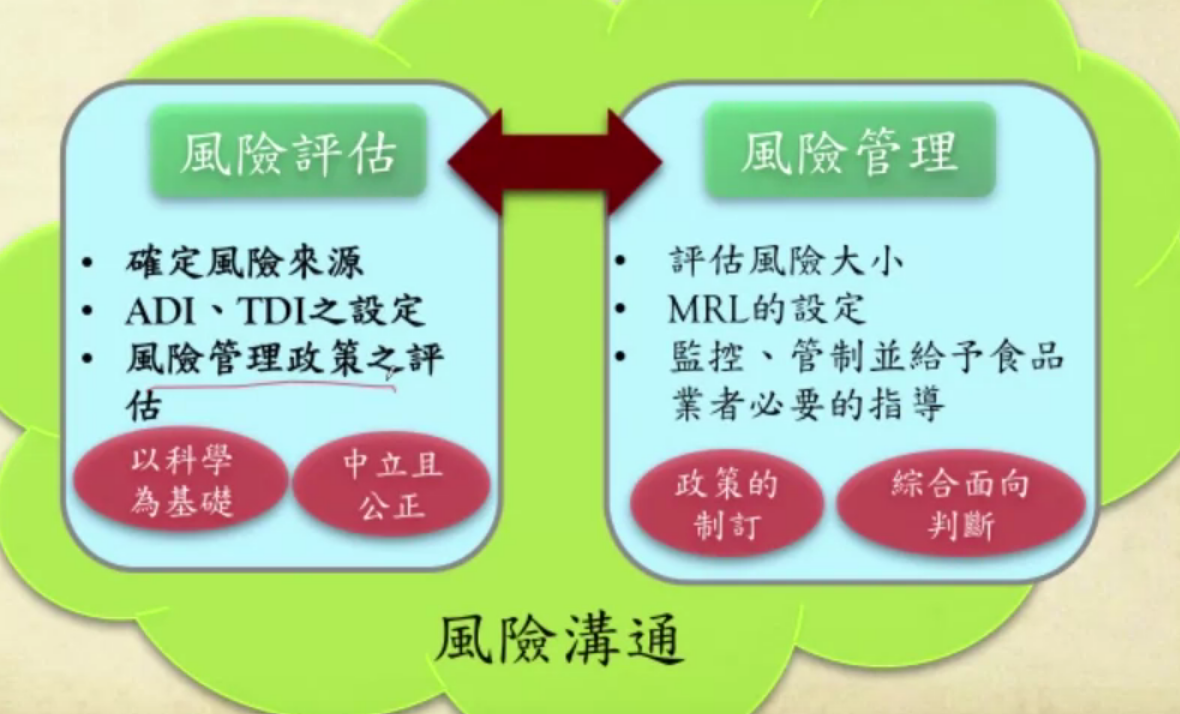 風險評估
• 確定風險來源
• ADI、TDI之設定
• 風險管理政策之評
估
以科學
為基礎
中立且
公正
風險管理
• 評估風險大小
• MRL的設定
• 監控、管制並給予食品
業者必要的指導
政策的
制訂
綜合面向
判斷
風險溝通